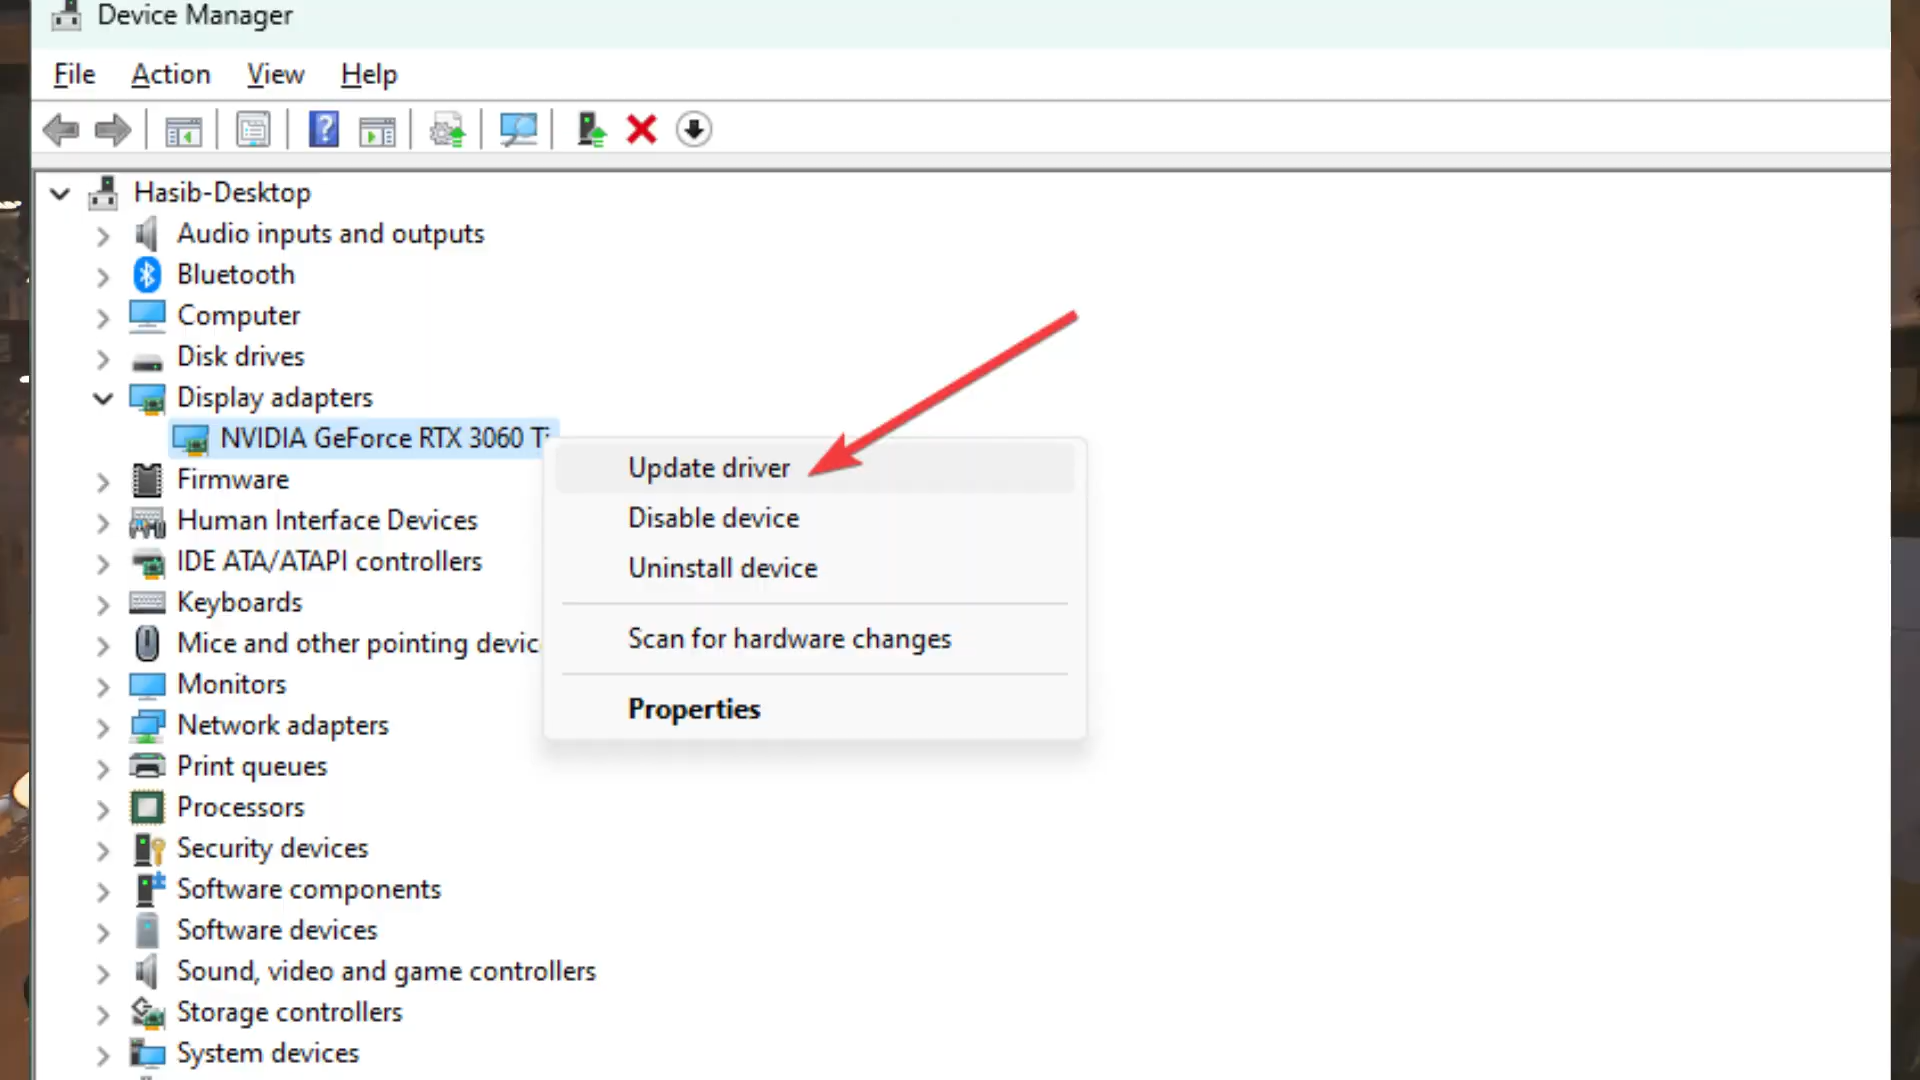 Device Manager
File Action View Help
Hasib-Desktop
Audio inputs and outputs
Bluetooth
Computer
Disk drives
Display adapters
NVIDIA GeForce RTX 3060 Ti
Update driver
Disable device
Uninstall device
Scan for hardware changes
Properties
Firmware
Human Interface Devices
IDE ATA/ATAPI controllers
Keyboards
Mice and other pointing devic
Monitors
Network adapters
Print queues
Processors
Security devices
Software components
Software devices
Sound, video and game controllers
Storage controllers
System devices